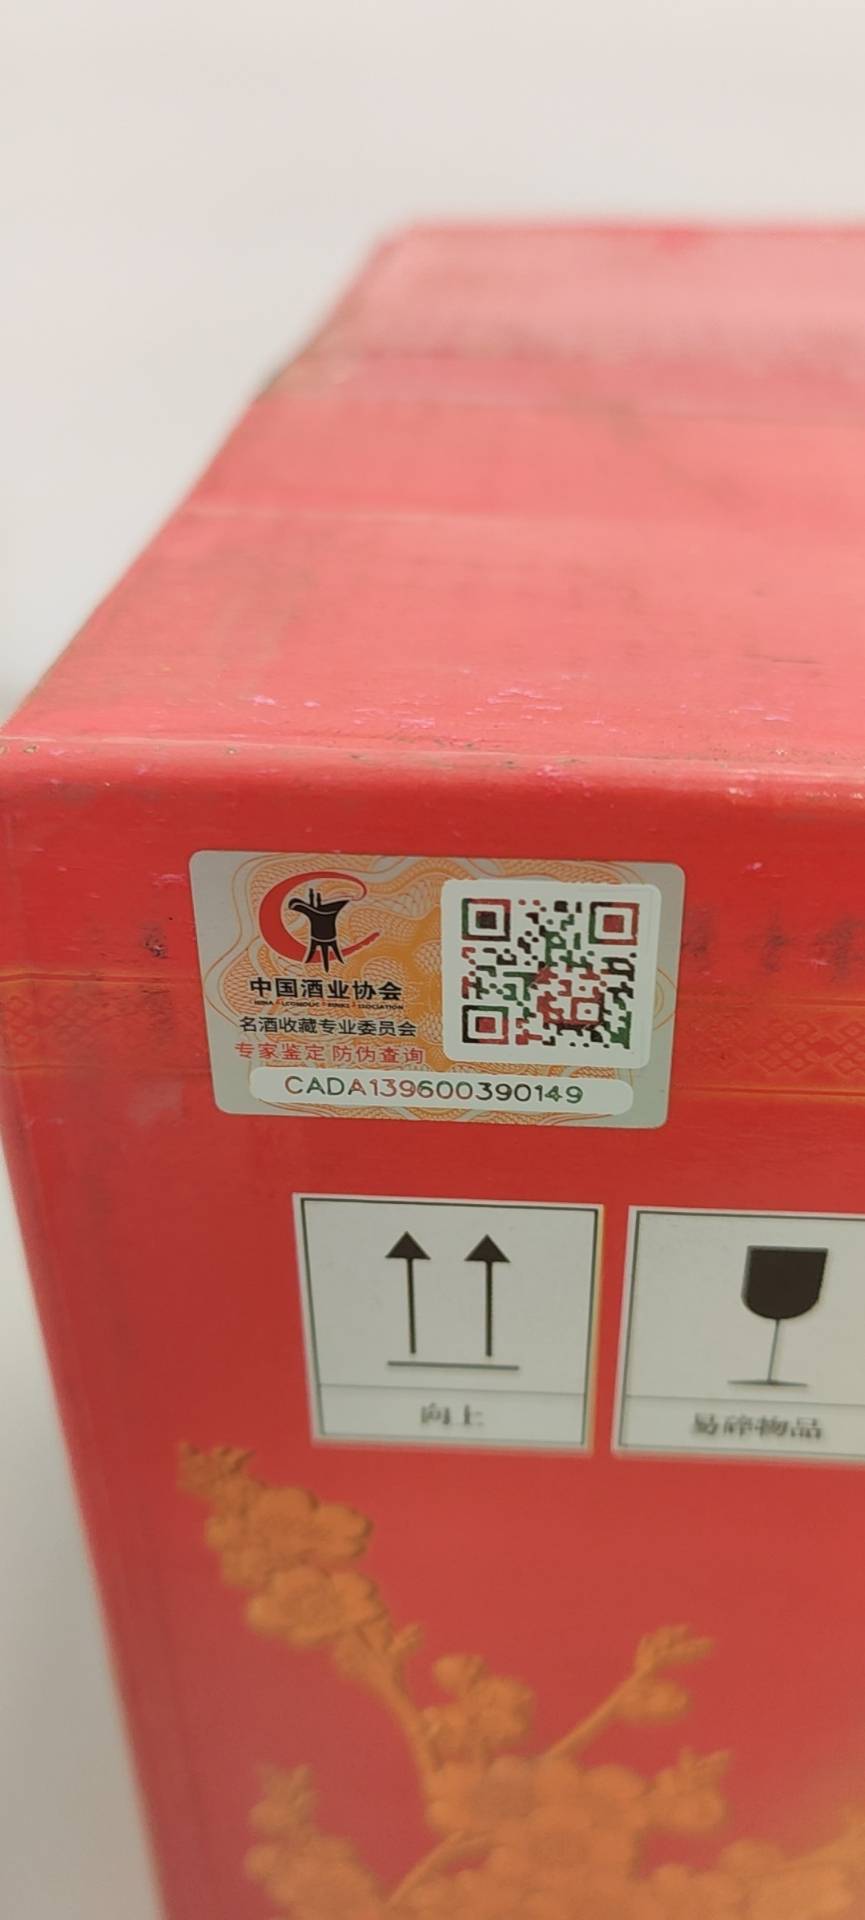 中国酒业协会
名酒收藏专业委员会
专家鉴定 防伪查询
CADA139600390149
向上
易碎物品